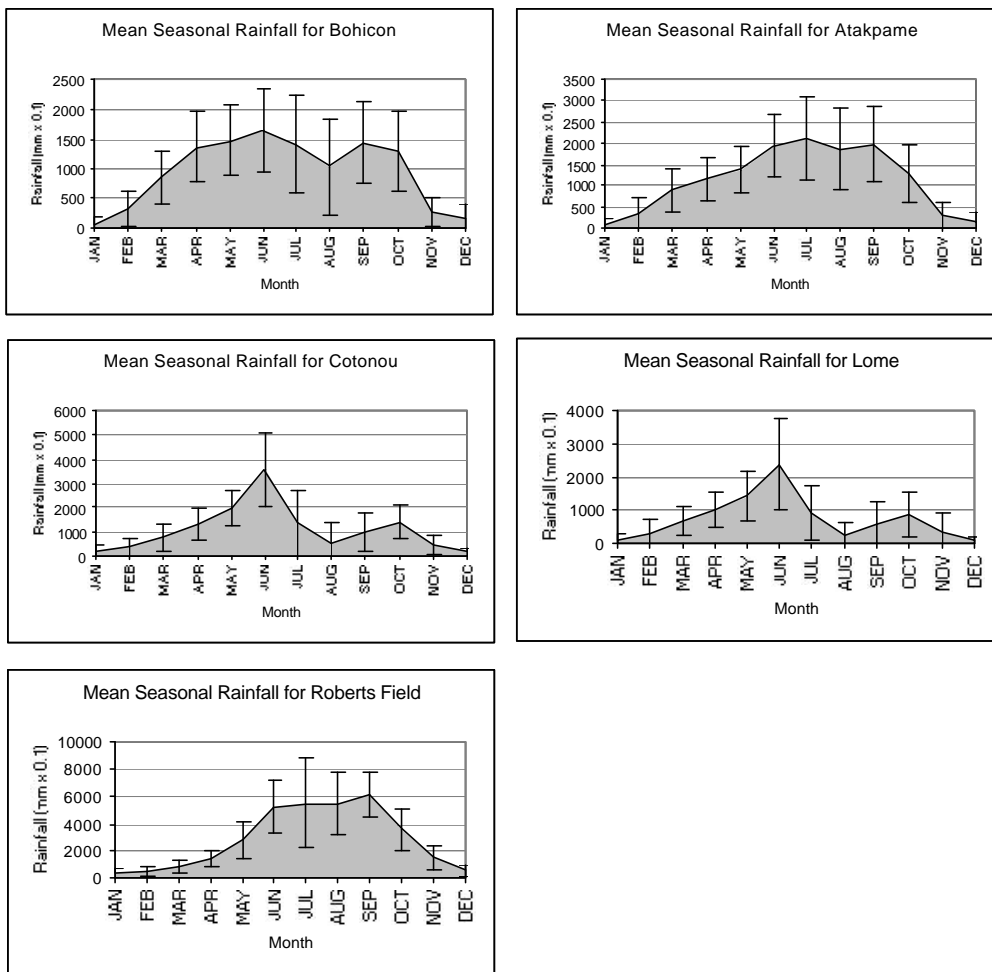 Mean Seasonal Rainfall for Bohicon
Rainfall (mm x 0.1)
2500
2000
1500
1000
500
0
JAN FEB MAR APR MAY JUN JUL AUG SEP OCT NOV DEC
Month
Mean Seasonal Rainfall for Atakpame
Rainfall (mm x 0.1)
3500
3000
2500
2000
1500
1000
500
0
JAN FEB MAR APR MAY JUN JUL AUG SEP OCT NOV DEC
Month
Mean Seasonal Rainfall for Cotonou
Rainfall (mm x 0.1)
6000
5000
4000
3000
2000
1000
0
JAN FEB MAR APR MAY JUN JUL AUG SEP OCT NOV DEC
Month
Mean Seasonal Rainfall for Lome
Rainfall (mm x 0.1)
4000
3000
2000
1000
0
JAN FEB MAR APR MAY JUN JUL AUG SEP OCT NOV DEC
Month
Mean Seasonal Rainfall for Roberts Field
Rainfall (mm x 0.1)
10000
8000
6000
4000
2000
0
JAN FEB MAR APR MAY JUN JUL AUG SEP OCT NOV DEC
Month